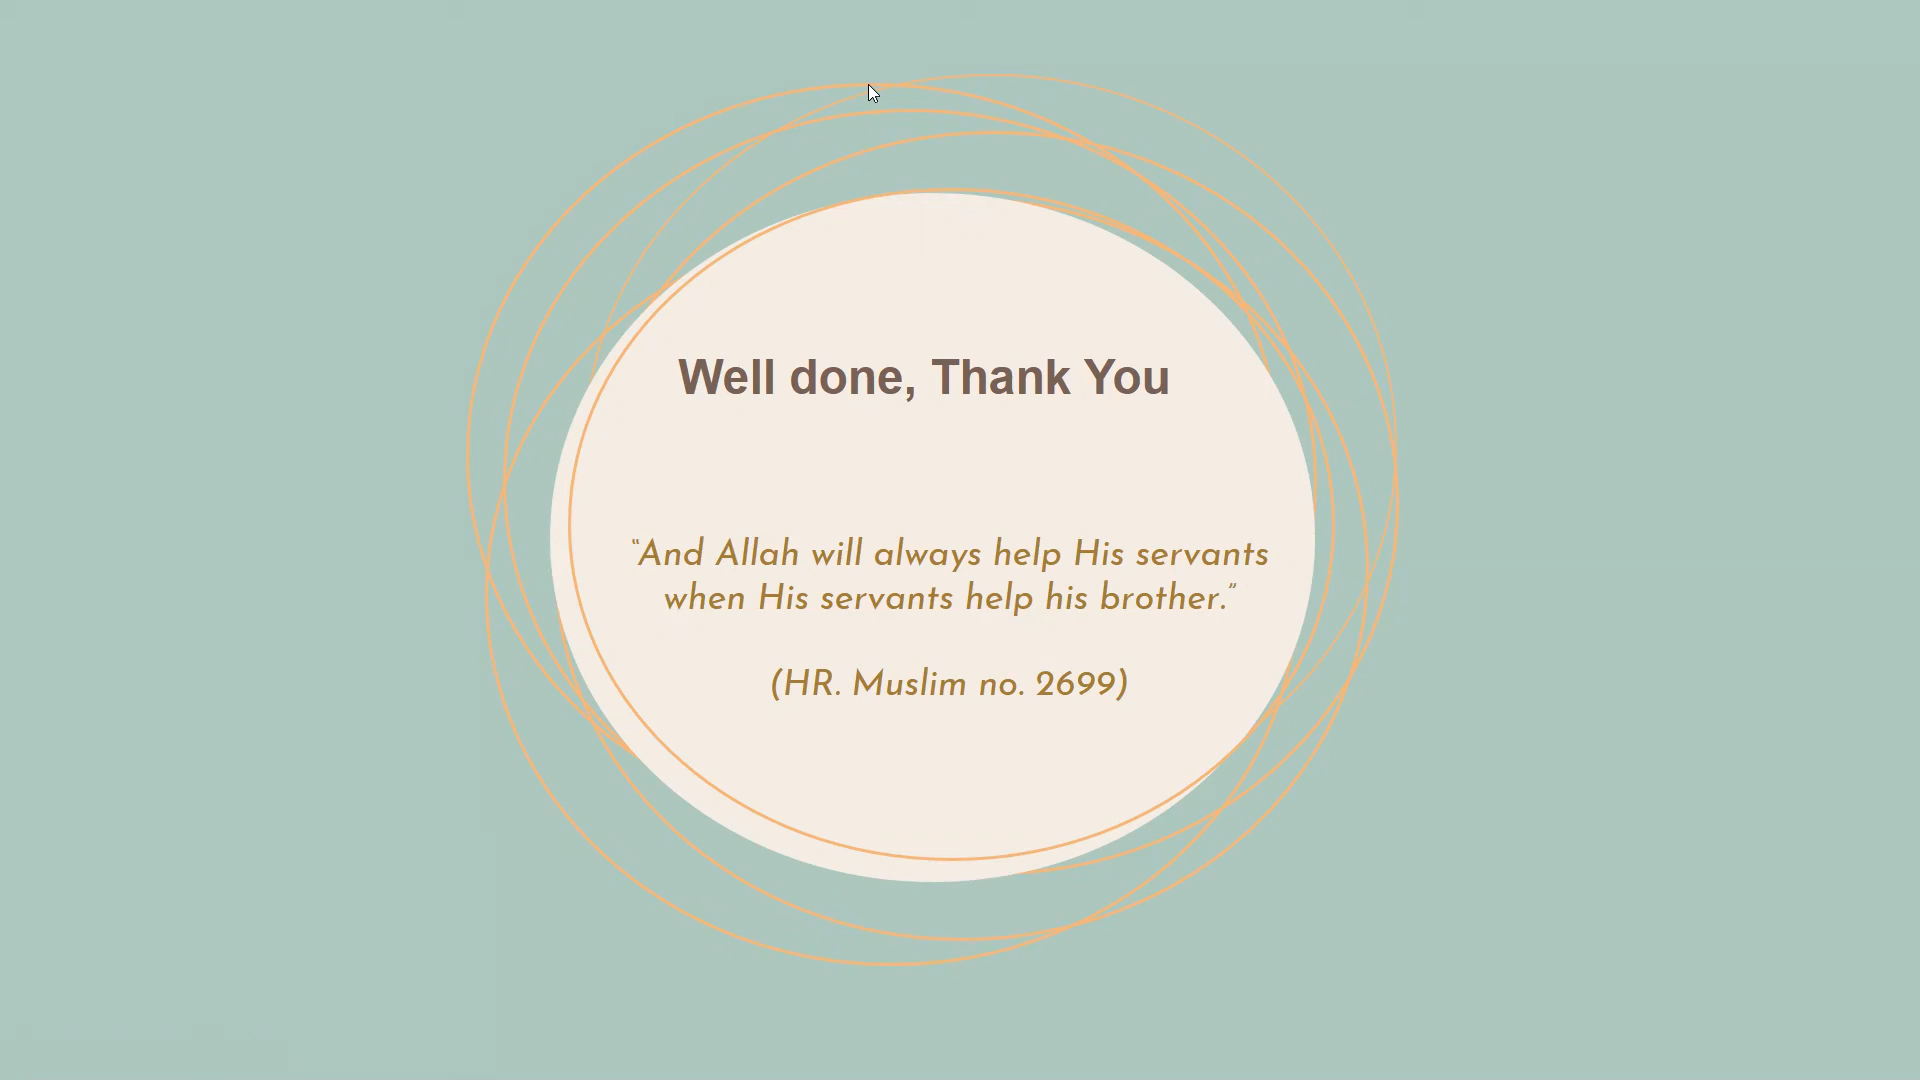 Well done, Thank You
“And Allah will always help His servants
when His servants help his brother.”
(HR. Muslim no. 2699)